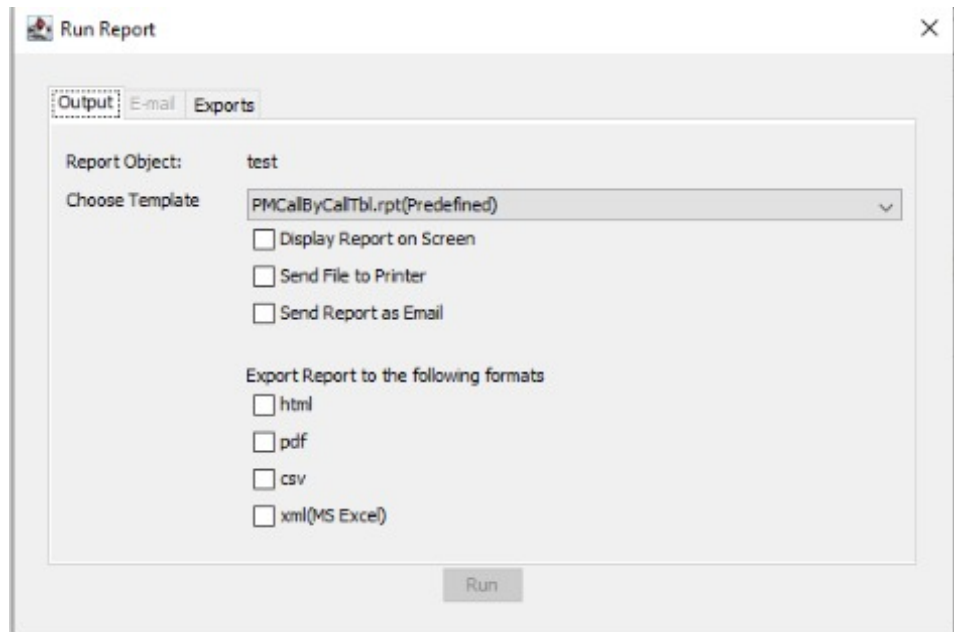 Run Report
Output E-mail Exports
Report Object: test
Choose Template PMCallByCallTbl.rpt(Predefined)
Display Report on Screen
Send File to Printer
Send Report as Email
Export Report to the following formats
html
pdf
csv
xml(MS Excel)
Run